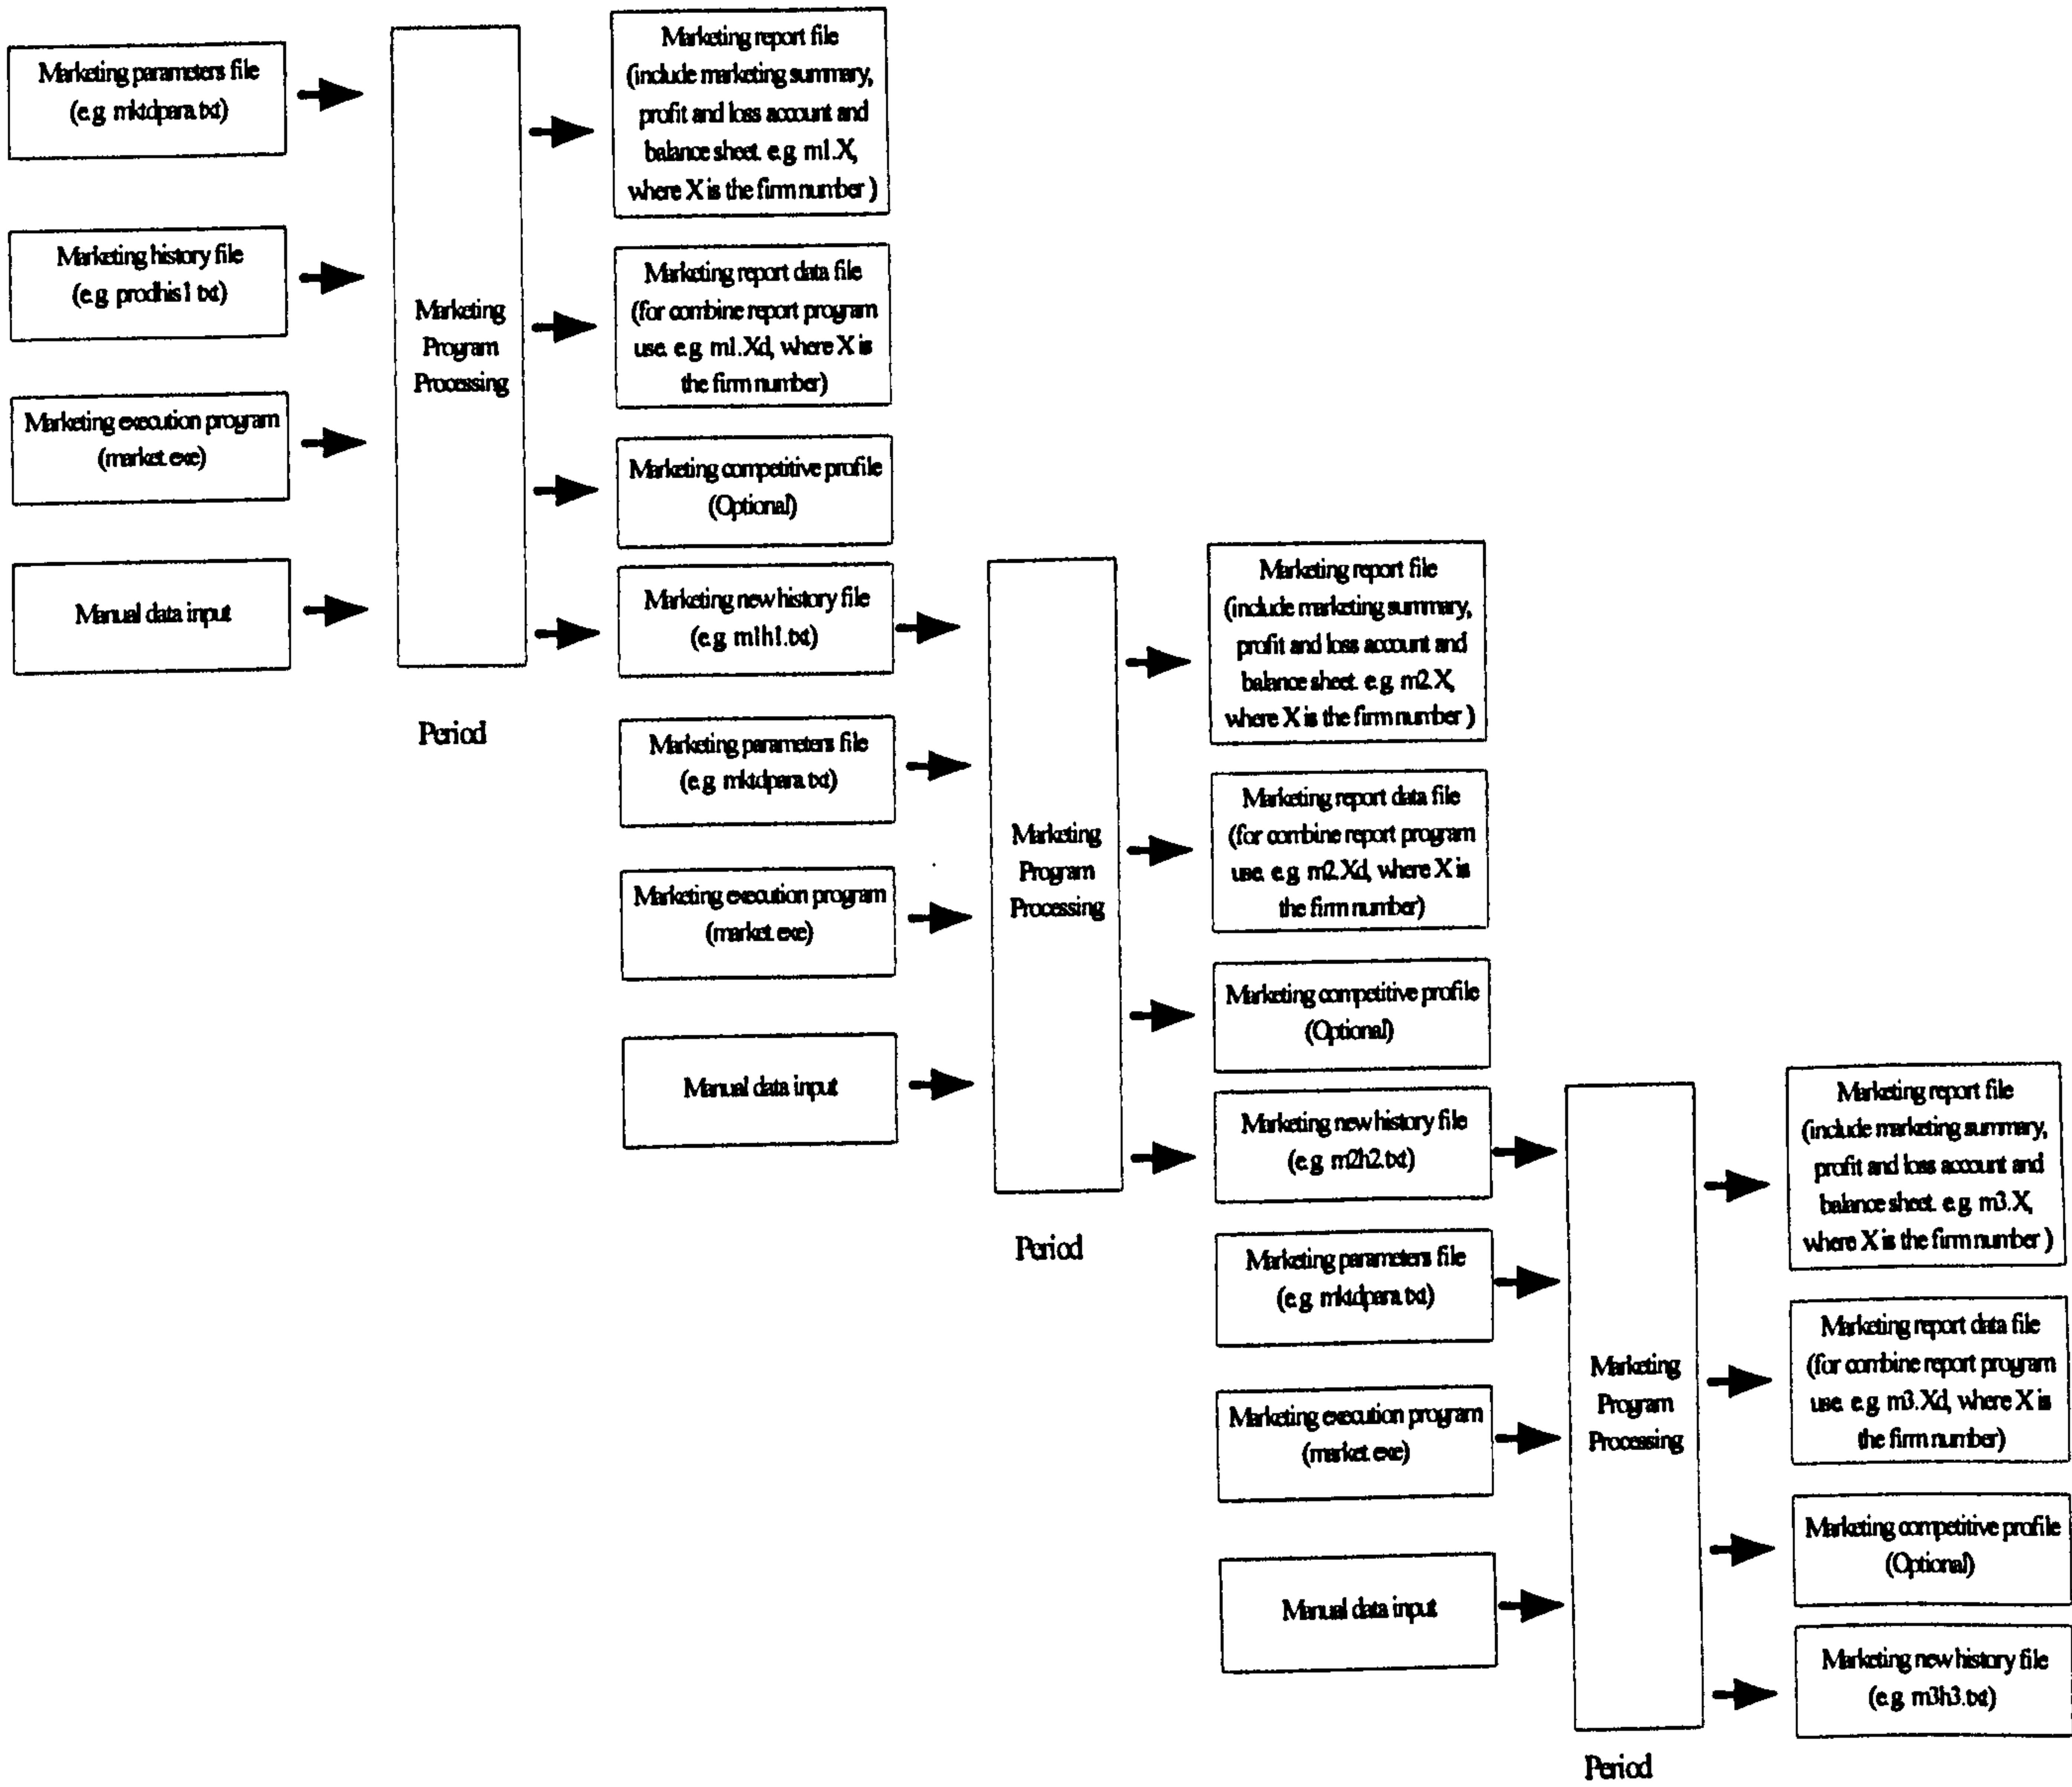 Marketing parameters file
(e.g. mktdpara.txt)
Marketing history file
(e.g. prodhis1.txt)
Marketing execution program
(market.exe)
Manual data input
Marketing
Program
Processing
Period
Marketing report file
(include marketing summary,
profit and loss account and
balance sheet. e.g. m1.X,
where X is the firm number )
Marketing report data file
(for combine report program
use. e.g. m1.Xd, where X is
the firm number)
Marketing competitive profile
(Optional)
Marketing new history file
(e.g. m1h1.txt)
Marketing parameters file
(e.g. mktdpara.txt)
Marketing execution program
(market.exe)
Manual data input
Marketing
Program
Processing
Period
Marketing report file
(include marketing summary,
profit and loss account and
balance sheet. e.g. m2.X,
where X is the firm number )
Marketing report data file
(for combine report program
use. e.g. m2.Xd, where X is
the firm number)
Marketing competitive profile
(Optional)
Marketing new history file
(e.g. m2h2.txt)
Marketing parameters file
(e.g. mktdpara.txt)
Marketing execution program
(market.exe)
Manual data input
Marketing
Program
Processing
Period
Marketing report file
(include marketing summary,
profit and loss account and
balance sheet. e.g. m3.X,
where X is the firm number )
Marketing report data file
(for combine report program
use. e.g. m3.Xd, where X is
the firm number)
Marketing competitive profile
(Optional)
Marketing new history file
(e.g. m3h3.txt)